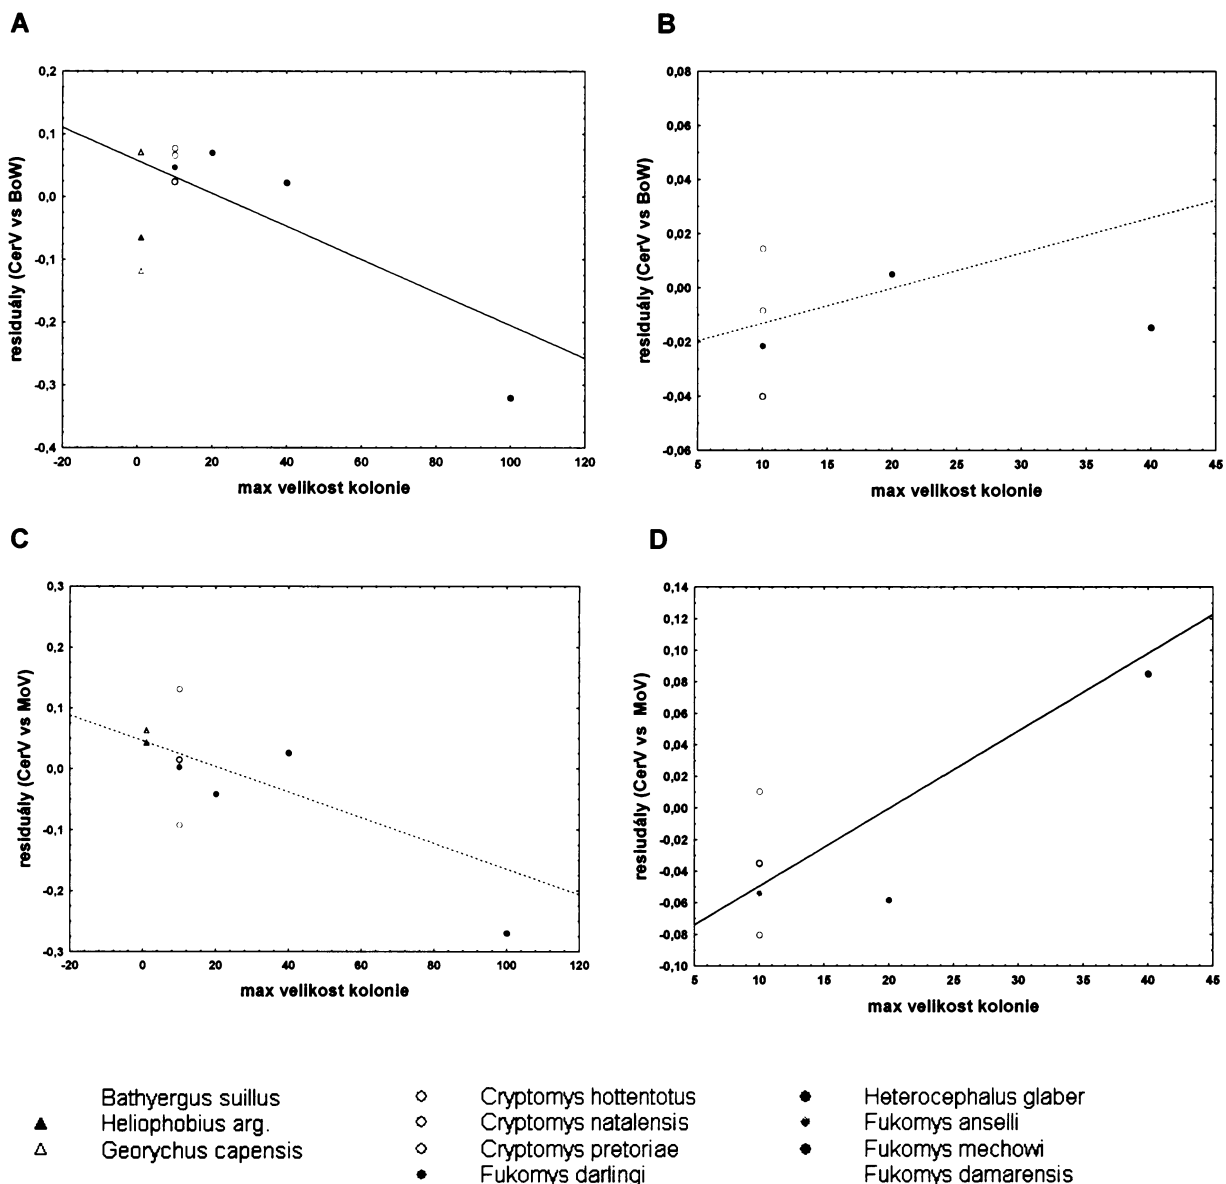 A
0,2
0,1
0,0
-0,1
-0,2
-0,3
-0,4
-20 0 20 40 60 80 100 120
residuály (CerV vs BoW)
max velikost kolonie
B
0,08
0,06
0,04
0,02
0,00
-0,02
-0,04
-0,06
5 10 15 20 25 30 35 40 45
residuály (CerV vs BoW)
max velikost kolonie
C
0,3
0,2
0,1
0,0
-0,1
-0,2
-0,3
-20 0 20 40 60 80 100 120
residuály (CerV vs MoV)
max velikost kolonie
D
0,14
0,12
0,10
0,08
0,06
0,04
0,02
0,00
-0,02
-0,04
-0,06
-0,08
-0,10
5 10 15 20 25 30 35 40 45
resiudály (CerV vs MoV)
max velikost kolonie
Bathyergus suillus
Heliophobius arg.
Georychus capensis
Cryptomys hottentotus
Cryptomys natalensis
Cryptomys pretoriae
Fukomys darlingi
Heterocephalus glaber
Fukomys anselli
Fukomys mechowi
Fukomys damarensis